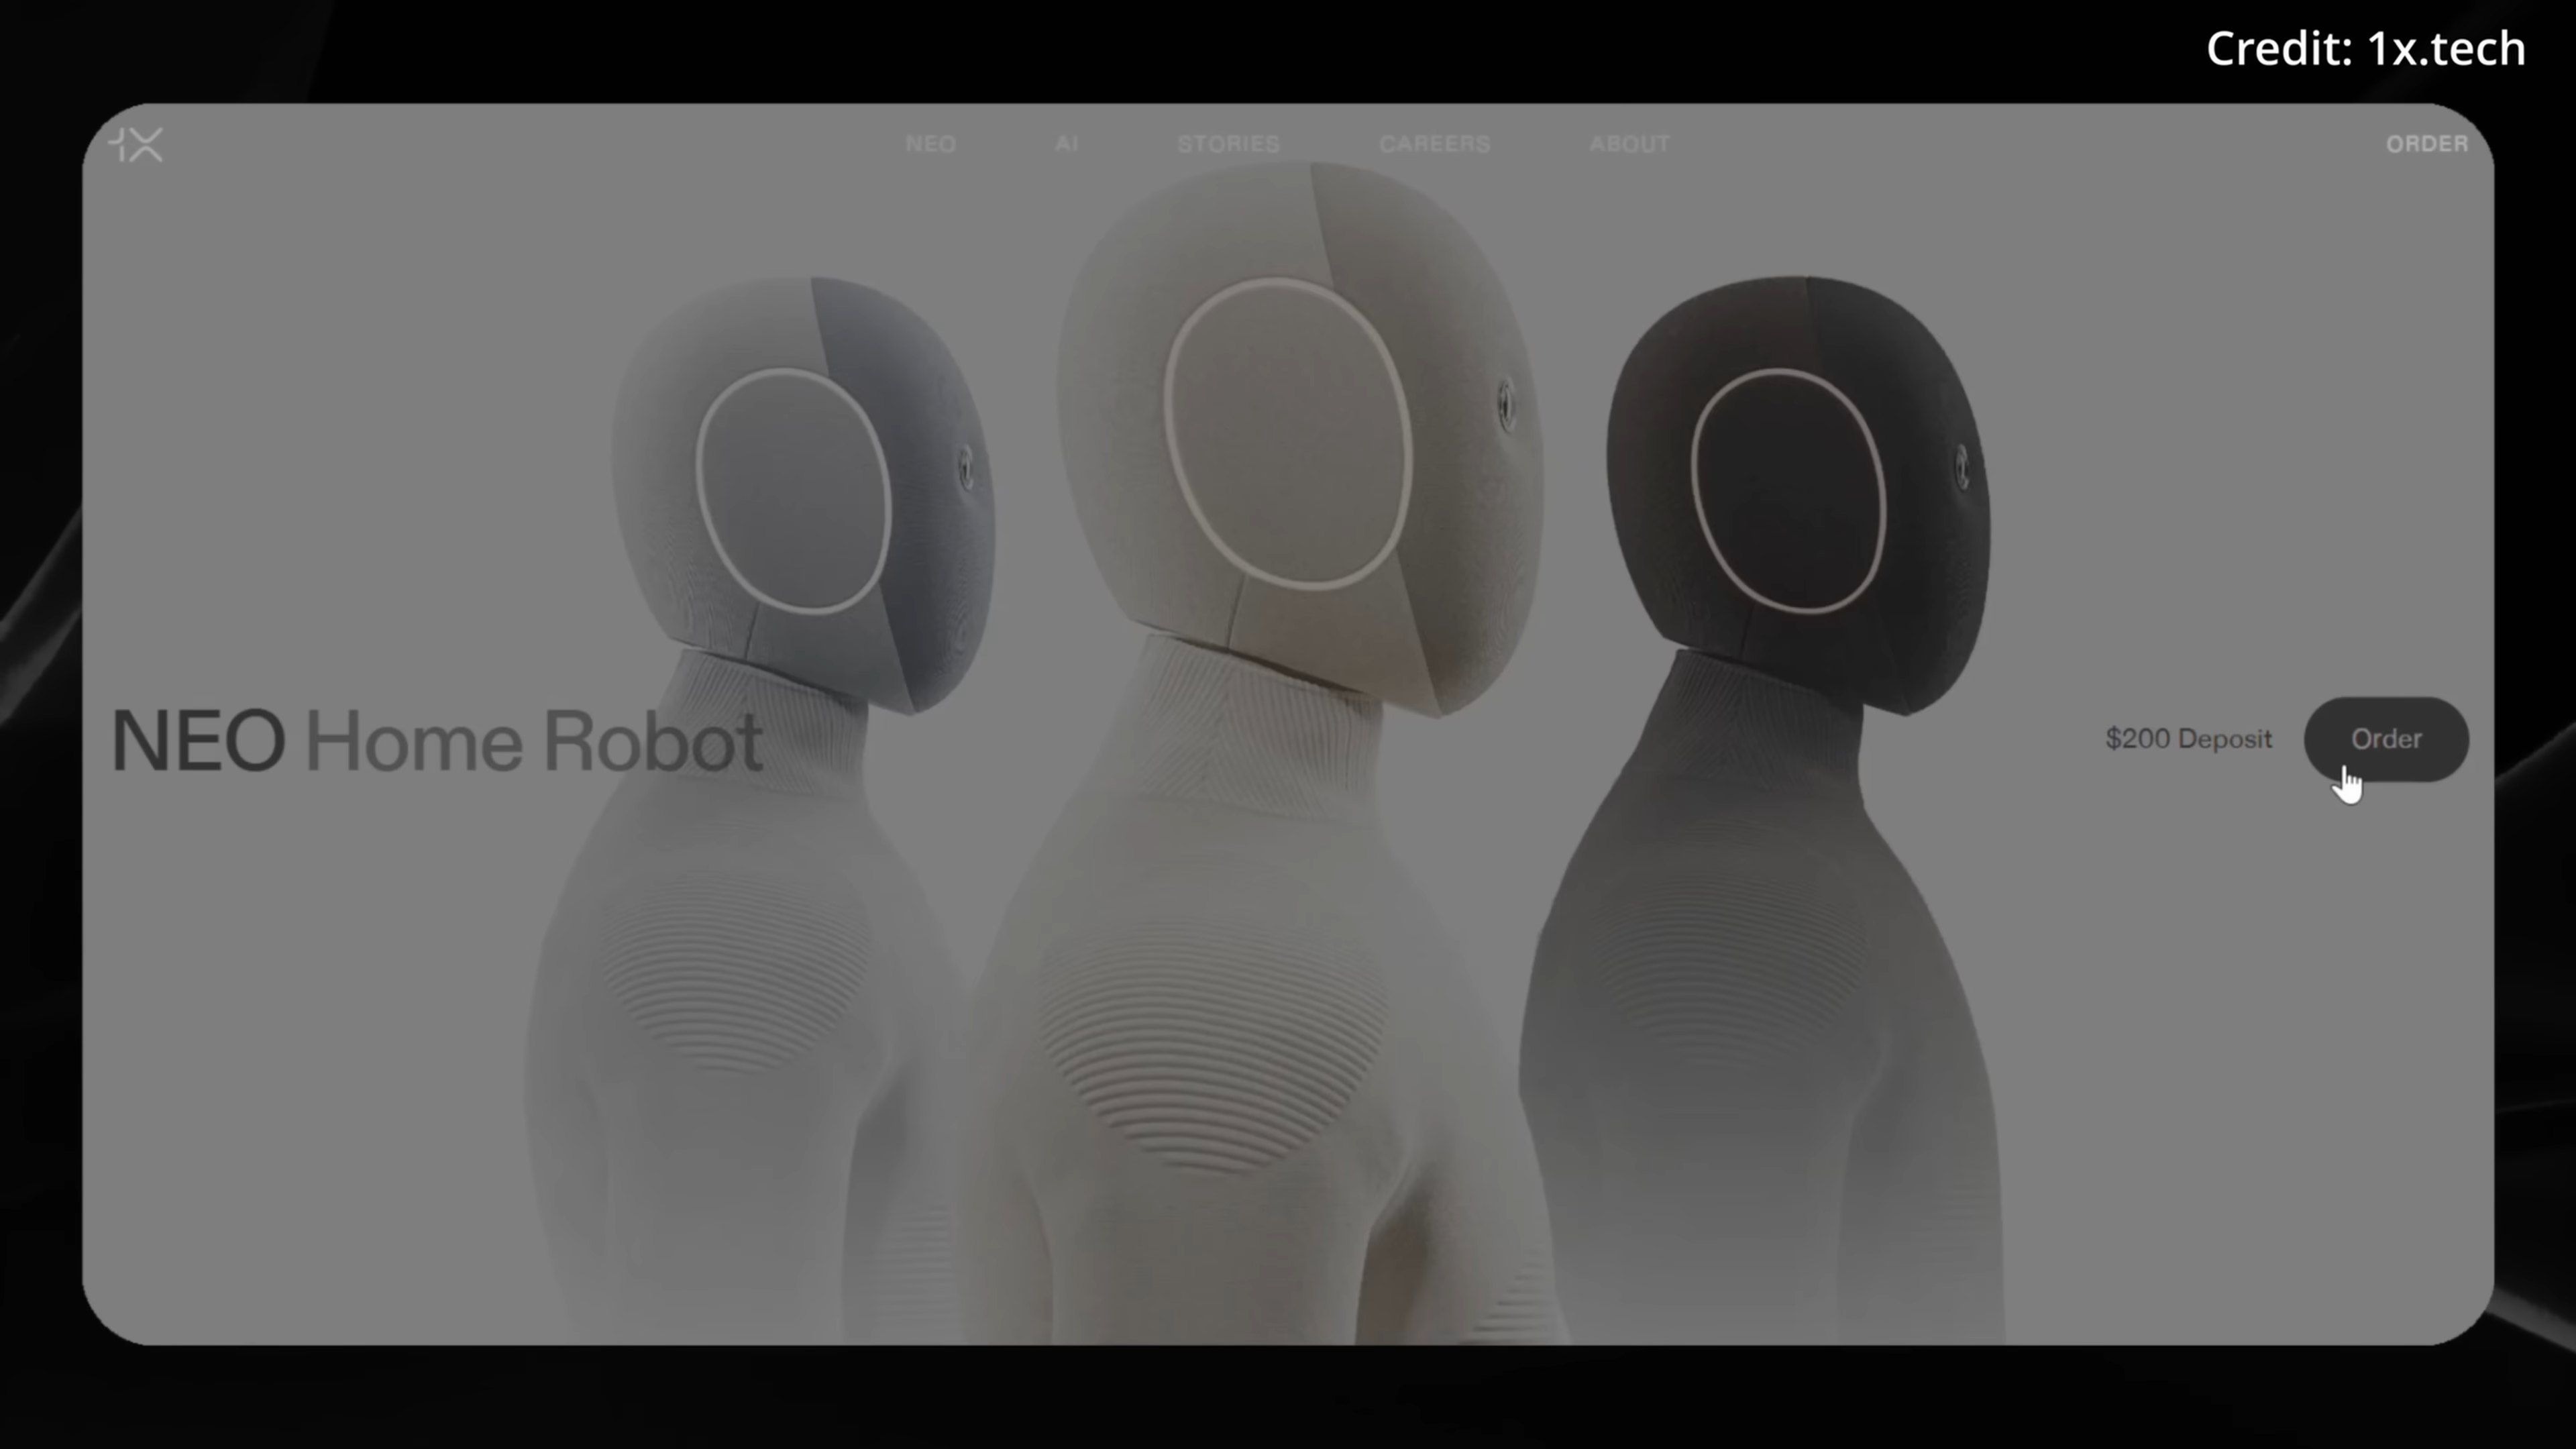 Credit: 1x.tech
1X
NEO AI STORIES CAREERS ABOUT ORDER
NEO Home Robot
$200 Deposit Order